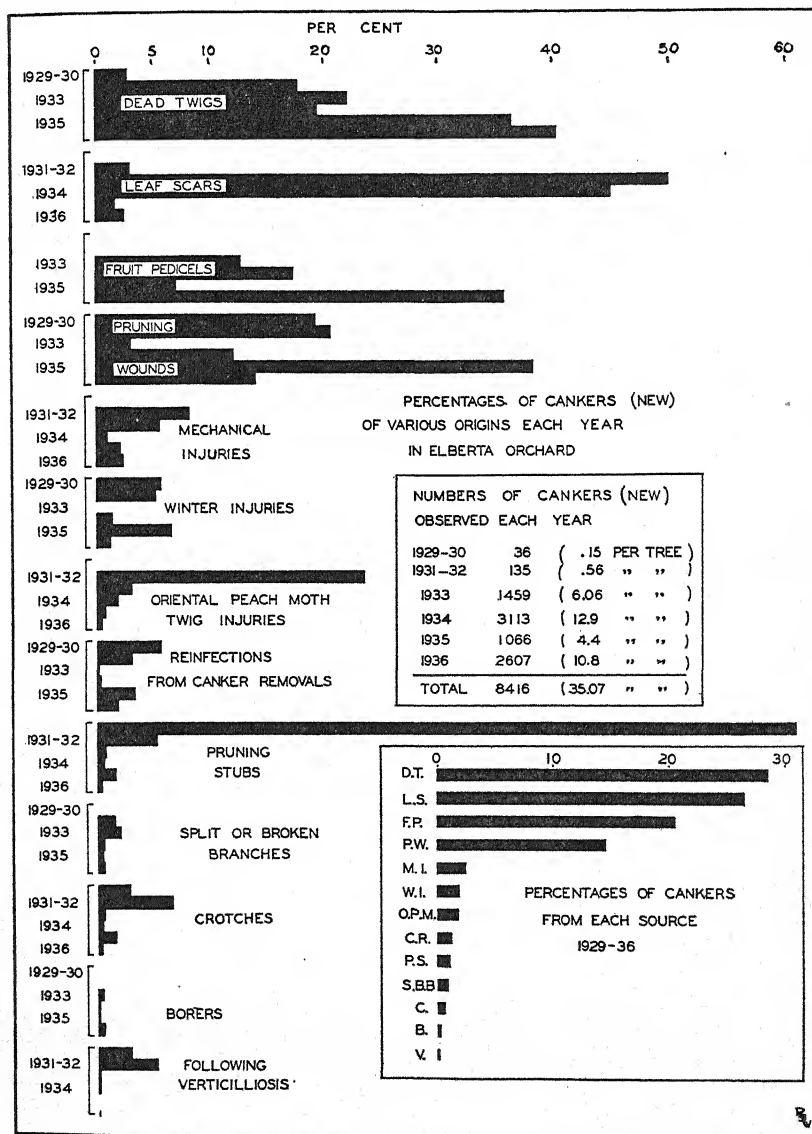 PER CENT
0 5 10 20 30 40 50 60
1929-30
1933
1935
DEAD TWIGS
1931-32
1934
1936
LEAF SCARS
1933
1935
FRUIT PEDICELS
1929-30
1933
1935
PRUNING
WOUNDS
1931-32
1934
1936
MECHANICAL
INJURIES
PERCENTAGES OF CANKERS (NEW)
OF VARIOUS ORIGINS EACH YEAR
IN ELBERTA ORCHARD
1929-30
1933
1935
WINTER INJURIES
NUMBERS OF CANKERS (NEW)
OBSERVED EACH YEAR
1929-30 36 ( .15 PER TREE )
1931-32 135 ( .56 " " )
1933 1459 ( 6.06 " " )
1934 3113 ( 12.9 " " )
1935 1066 ( 4.4 " " )
1936 2607 ( 10.8 " " )
TOTAL 8416 ( 35.07 " " )
1931-32
1934
1936
ORIENTAL PEACH MOTH
TWIG INJURIES
1929-30
1933
1935
REINFECTIONS
FROM CANKER REMOVALS
1931-32
1934
1936
PRUNING
STUBS
1929-30
1933
1935
SPLIT OR BROKEN
BRANCHES
1931-32
1934
1936
CROTCHES
1929-30
1933
1935
BORERS
1931-32
1934
FOLLOWING
VERTICILLIOSIS
0 10 20 30
D.T.
L.S.
F.P.
P.W.
M.I.
W.I.
O.P.M.
C.R.
P.S.
S.B.B
C.
B.
V.
PERCENTAGES OF CANKERS
FROM EACH SOURCE
1929-36